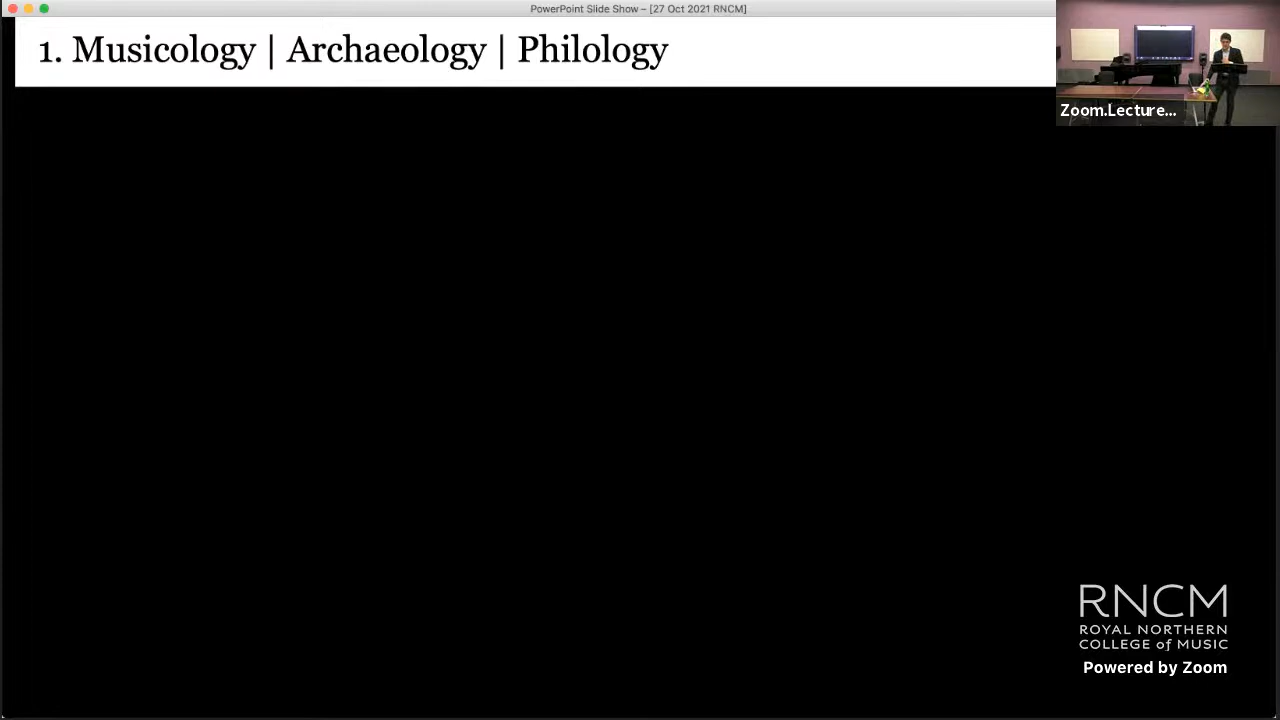 PowerPoint Slide Show – [27 Oct 2021 RNCM]
1. Musicology | Archaeology | Philology
Zoom.Lecture...
RNCM
ROYAL NORTHERN
COLLEGE of MUSIC
Powered by Zoom